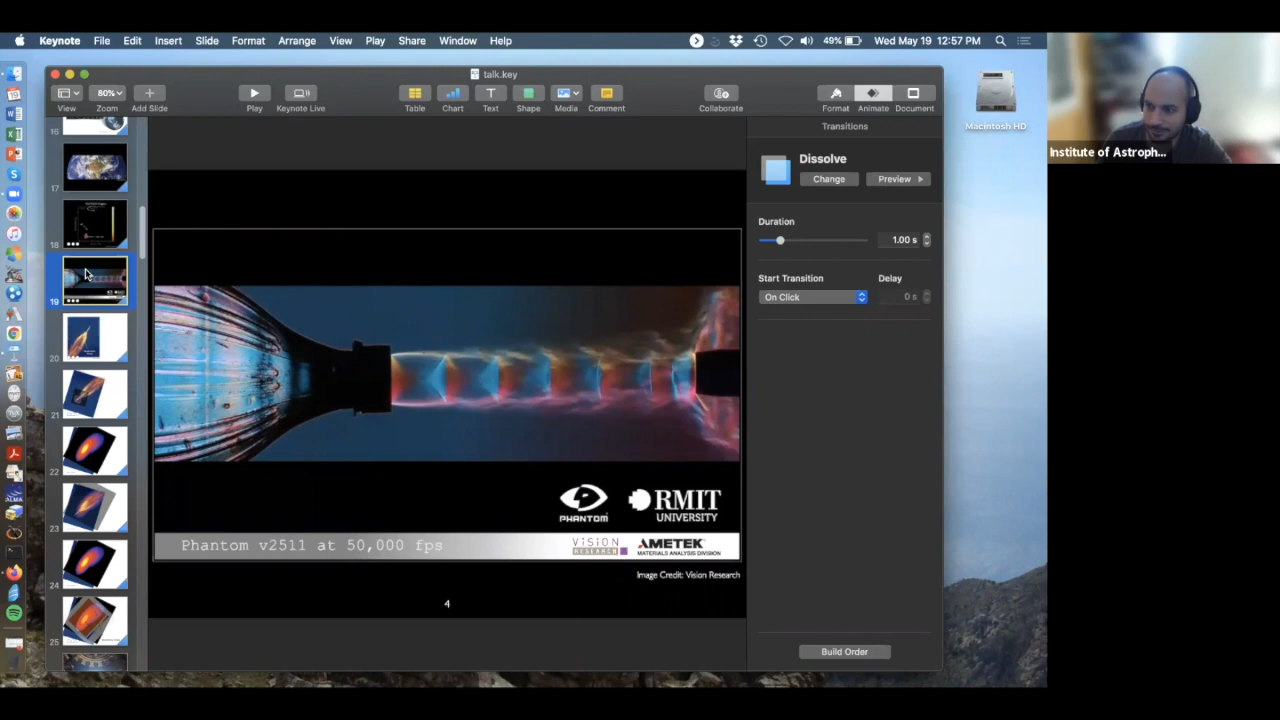 Keynote File Edit Insert Slide Format Arrange View Play Share Window Help
49% Wed May 19 12:57 PM
talk.key
80%
View Zoom Add Slide Play Keynote Live Table Chart Text Shape Media Comment Collaborate Format Animate Document
Transitions
Dissolve
Change Preview
Duration
1.00 s
Start Transition Delay
On Click 0 s
Build Order
16
17
18
19
20
21
22
23
24
25
PHANTOM
RMIT
UNIVERSITY
Phantom v2511 at 50,000 fps
VISION
RESEARCH
AMETEK
MATERIALS ANALYSIS DIVISION
Image Credit: Vision Research
4
Macintosh HD
Institute of Astroph...
ALMA